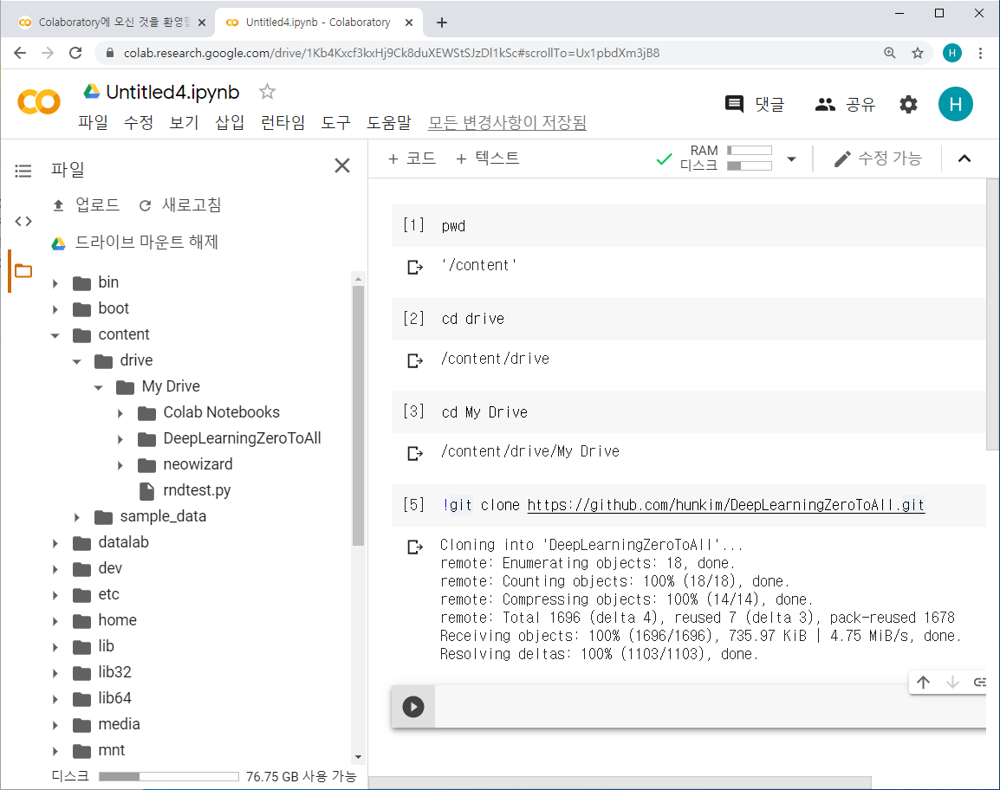 Colaboratory에 오신 것을 환영합
Untitled4.ipynb - Colaboratory
colab.research.google.com/drive/1Kb4Kxcf3kxHj9Ck8duXEWStSJzDl1kSc#scrollTo=Ux1pbdXm3jB8
H
CO
Untitled4.ipynb
파일 수정 보기 삽입 런타임 도구 도움말 모든 변경사항이 저장됨
댓글 공유
H
파일
+ 코드 + 텍스트
RAM
디스크
수정 가능
업로드 새로고침
드라이브 마운트 해제
bin
boot
content
drive
My Drive
Colab Notebooks
DeepLearningZeroToAll
neowizard
rndtest.py
sample_data
datalab
dev
etc
home
lib
lib32
lib64
media
mnt
디스크 76.75 GB 사용 가능
[1] pwd
'/content'
[2] cd drive
/content/drive
[3] cd My Drive
/content/drive/My Drive
[5] !git clone https://github.com/hunkim/DeepLearningZeroToAll.git
Cloning into 'DeepLearningZeroToAll'...
remote: Enumerating objects: 18, done.
remote: Counting objects: 100% (18/18), done.
remote: Compressing objects: 100% (14/14), done.
remote: Total 1696 (delta 4), reused 7 (delta 3), pack-reused 1678
Receiving objects: 100% (1696/1696), 735.97 KiB | 4.75 MiB/s, done.
Resolving deltas: 100% (1103/1103), done.